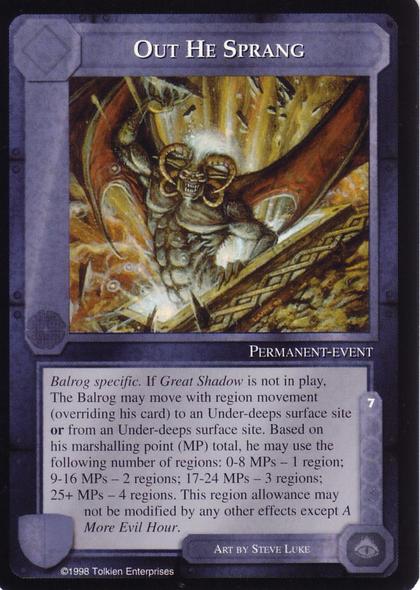 Out He Sprang
Permanent-event
Balrog specific. If Great Shadow is not in play,
The Balrog may move with region movement
(overriding his card) to an Under-deeps surface site
or from an Under-deeps surface site. Based on
his marshalling point (MP) total, he may use the
following number of regions: 0-8 MPs – 1 region;
9-16 MPs – 2 regions; 17-24 MPs – 3 regions;
25+ MPs – 4 regions. This region allowance may
not be modified by any other effects except A
More Evil Hour.
7
Art by Steve Luke
©1998 Tolkien Enterprises